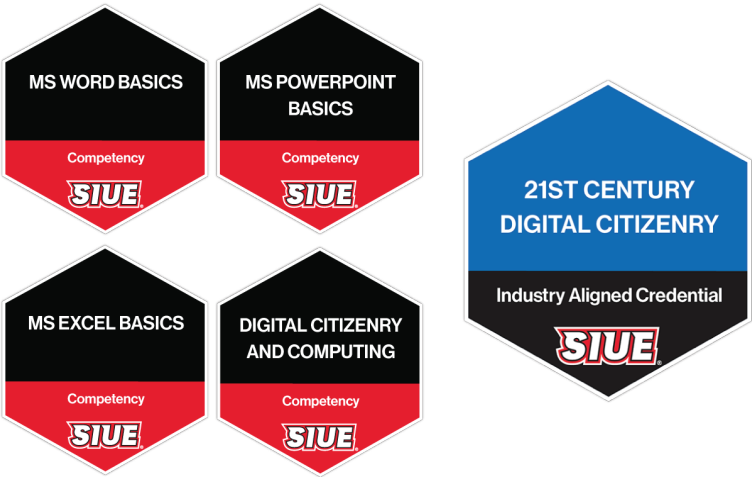 MS WORD BASICS
Competency
SIUE®
MS POWERPOINT
BASICS
Competency
SIUE®
MS EXCEL BASICS
Competency
SIUE®
DIGITAL CITIZENRY
AND COMPUTING
Competency
SIUE®
21ST CENTURY
DIGITAL CITIZENRY
Industry Aligned Credential
SIUE®